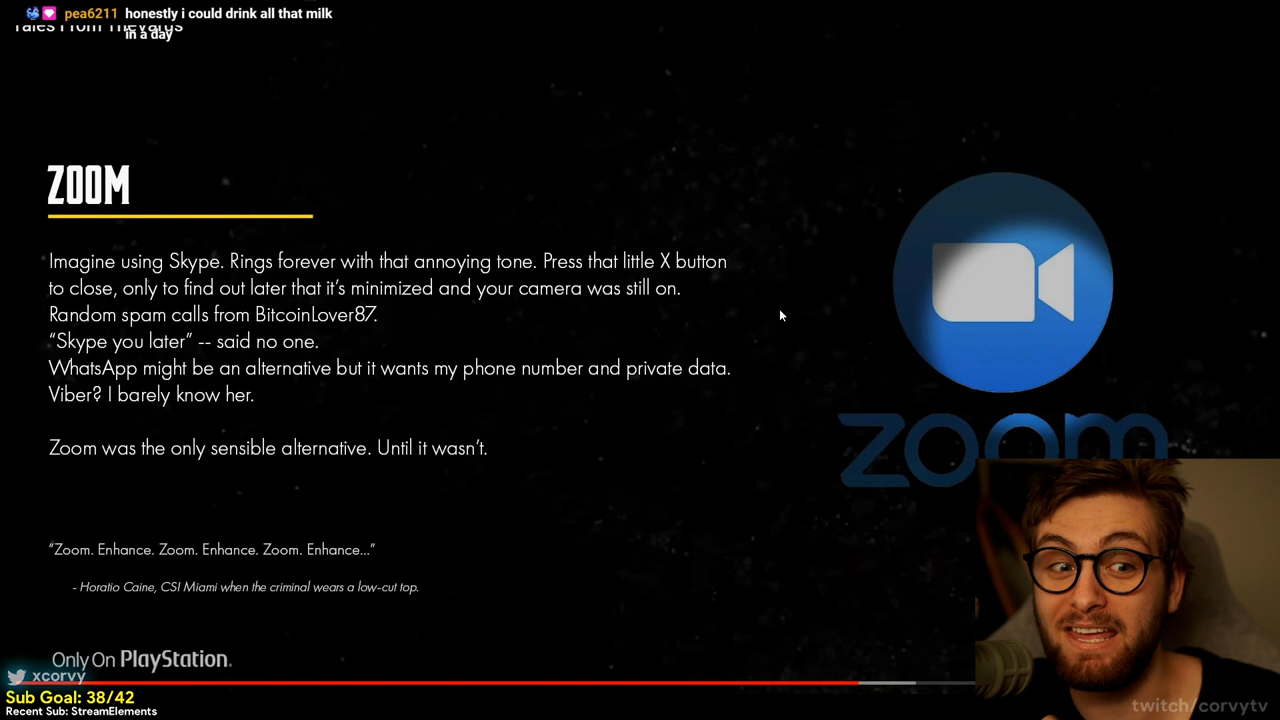 pea6211 honestly i could drink all that milk
in a day
Tales From The Yards
ZOOM
Imagine using Skype. Rings forever with that annoying tone. Press that little X button
to close, only to find out later that it's minimized and your camera was still on.
Random spam calls from BitcoinLover87.
“Skype you later” -- said no one.
WhatsApp might be an alternative but it wants my phone number and private data.
Viber? I barely know her.
Zoom was the only sensible alternative. Until it wasn't.
zoom
“Zoom. Enhance. Zoom. Enhance. Zoom. Enhance...”
- Horatio Caine, CSI Miami when the criminal wears a low-cut top.
Only On PlayStation.
xcorvy
Sub Goal: 38/42
Recent Sub: StreamElements
twitch/corvytv